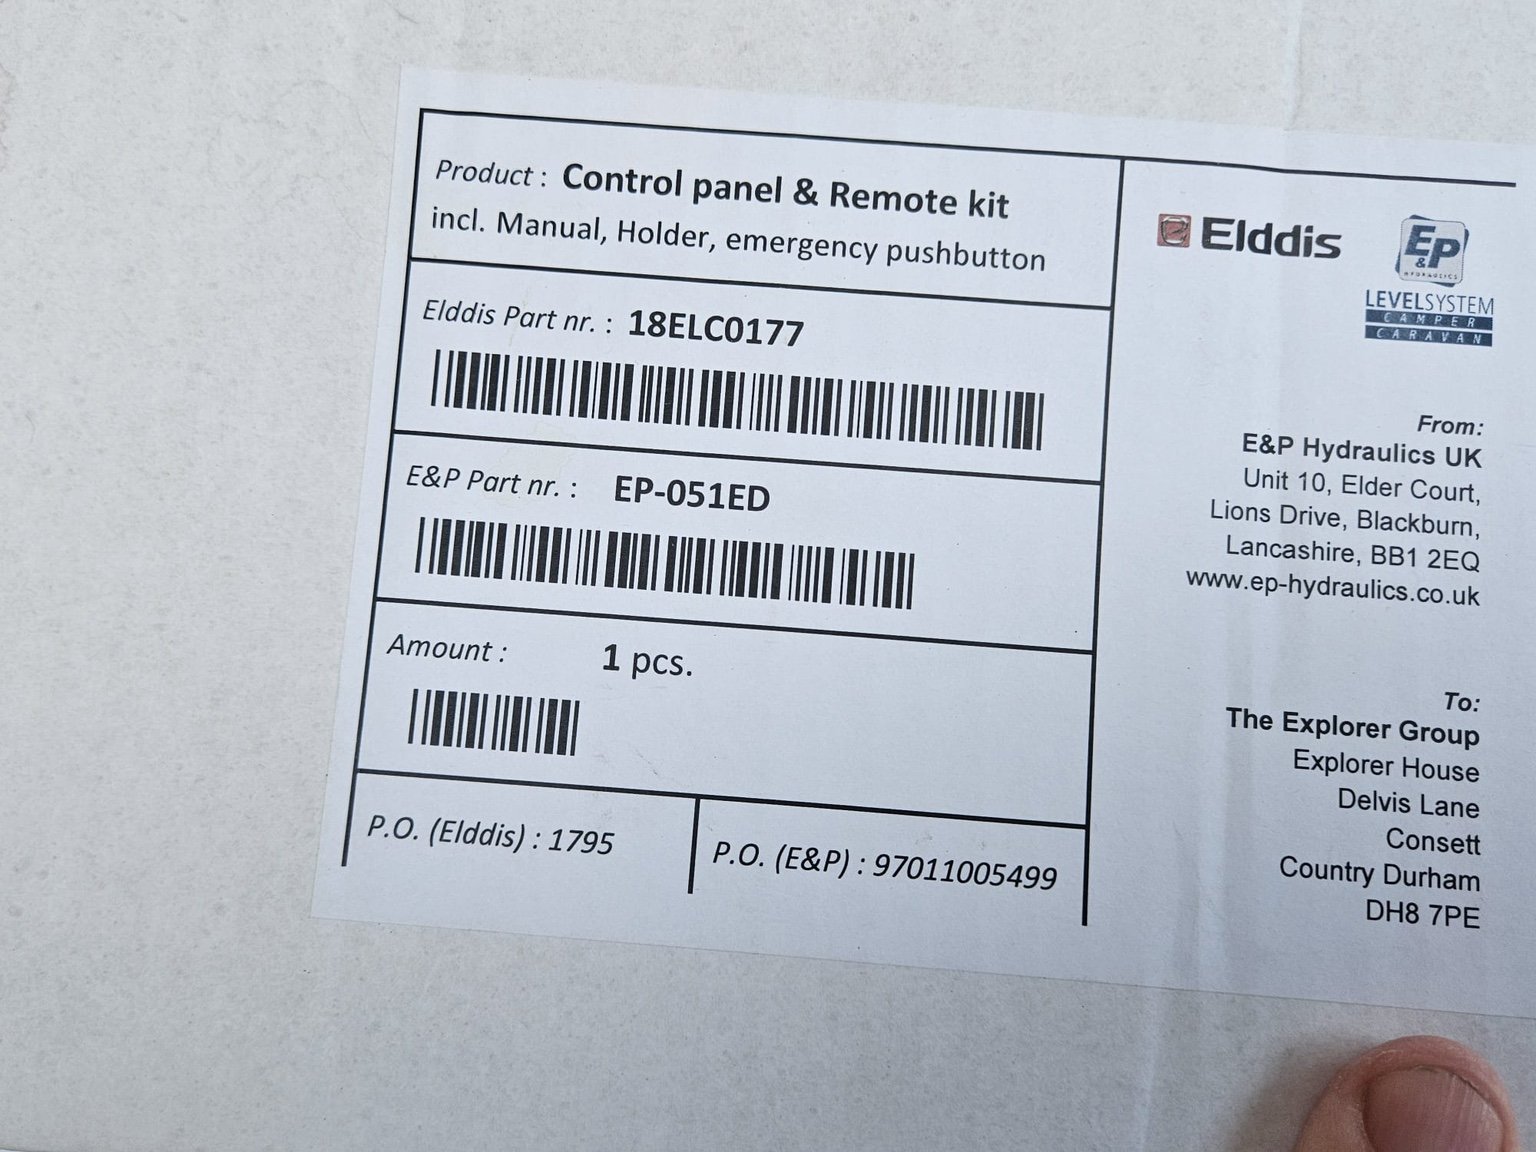 Product : Control panel & Remote kit
incl. Manual, Holder, emergency pushbutton
Elddis Part nr. : 18ELC0177
E&P Part nr. : EP-051ED
Amount : 1 pcs.
P.O. (Elddis) : 1795
P.O. (E&P) : 97011005499
Elddis
E&P
HYDRAULICS
LEVELSYSTEM
CAMPER
CARAVAN
From:
E&P Hydraulics UK
Unit 10, Elder Court,
Lions Drive, Blackburn,
Lancashire, BB1 2EQ
www.ep-hydraulics.co.uk
To:
The Explorer Group
Explorer House
Delvis Lane
Consett
Country Durham
DH8 7PE